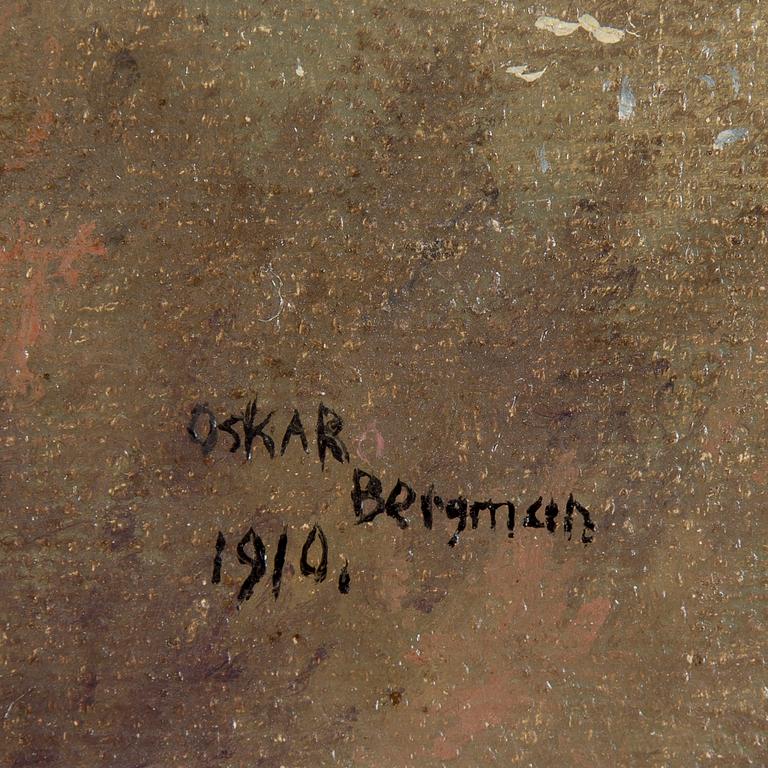 OSKAR
Bergman
1910.